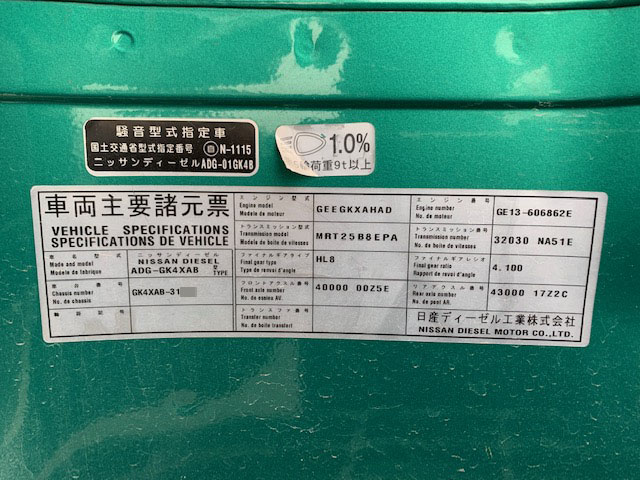 騒音型式指定車
国土交通省型式指定番号 自N-1115
ニッサンディーゼル ADG-01GK4B
1.0%
荷重9t以上
車両主要諸元票
VEHICLE SPECIFICATIONS
SPECIFICATIONS DE VEHICLE
車名
Made and model
Modele de fabrique
ニッサンディーゼル
NISSAN DIESEL
ADG-GK4XAB
型
TYPE
車台番号
Chassis number
No. de chassis
GK4XAB-31
エンジン型式
Engine model
Modele de moteur
GEEGKXAHAD
トランスミッション型式
Transmission model
Modele de boite de vitesses
MRT25B8EPA
ファイナルギアタイプ
Final gear type
Type de renvoi d'angle
HL8
フロントアクスル番号
Front axle number
No. de essieu AV.
40000 00Z5E
トランスファ番号
Transfer number
No. de boite transfert
エンジン番号
Engine number
No. de moteur
GE13-606862E
トランスミッション番号
Transmission number
No. de boite de vitesses
32030 NA51E
ファイナルギアレシオ
Final gear ratio
Rapport de renvoi d'angle
4.100
リアアクスル番号
Rear axle number
No. de pont AR.
43000 17Z2C
日産ディーゼル工業株式会社
NISSAN DIESEL MOTOR CO.,LTD.